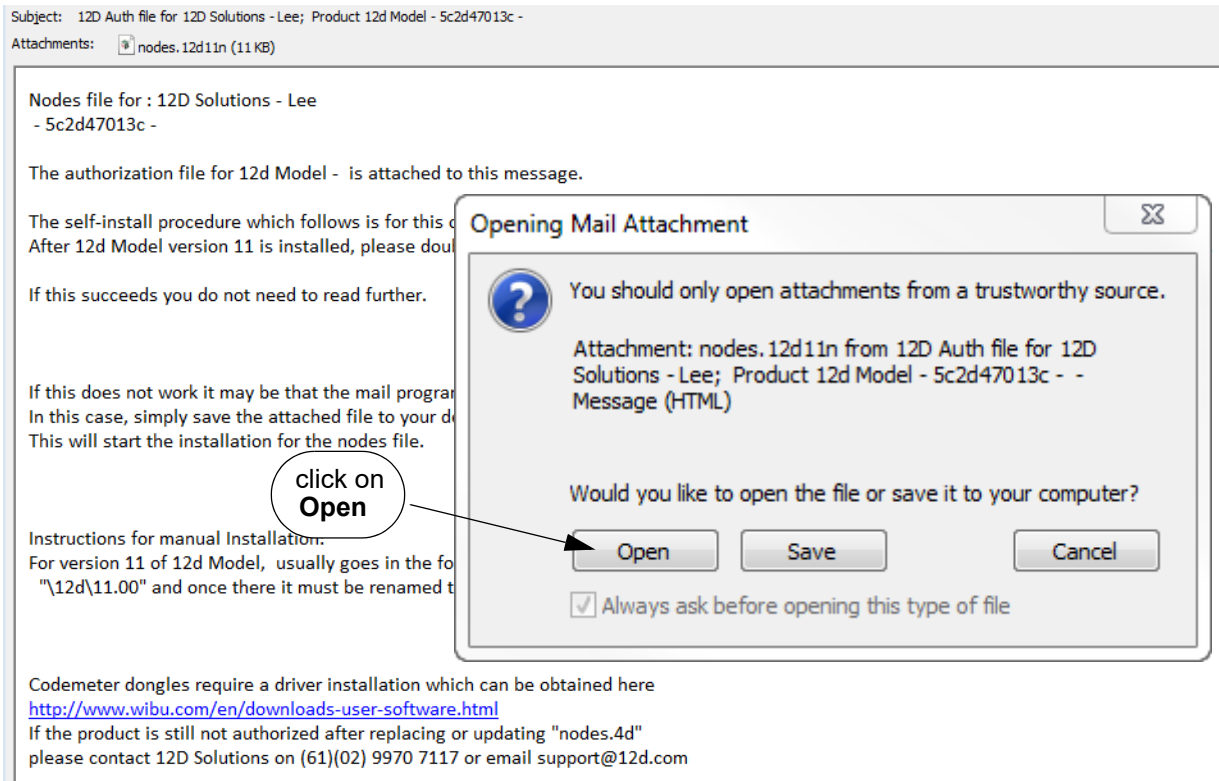 Subject: 12D Auth file for 12D Solutions - Lee; Product 12d Model - 5c2d47013c -
Attachments: nodes.12d11n (11 KB)
Nodes file for : 12D Solutions - Lee
- 5c2d47013c -
The authorization file for 12d Model - is attached to this message.
The self-install procedure which follows is for this
After 12d Model version 11 is installed, please
If this succeeds you do not need to read further.
If this does not work it may be that the mail
In this case, simply save the attached file to your
This will start the installation for the nodes file.
Instructions for manual Installation.
For version 11 of 12d Model, usually goes in the
"\12d\11.00" and once there it must be renamed
Codemeter dongles require a driver installation which can be obtained here
http://www.wibu.com/en/downloads-user-software.html
If the product is still not authorized after replacing or updating "nodes.4d"
please contact 12D Solutions on (61)(02) 9970 7117 or email support@12d.com
Opening Mail Attachment
You should only open attachments from a trustworthy source.
Attachment: nodes.12d11n from 12D Auth file for 12D
Solutions - Lee; Product 12d Model - 5c2d47013c - -
Message (HTML)
Would you like to open the file or save it to your computer?
Open Save Cancel
Always ask before opening this type of file
click on
Open